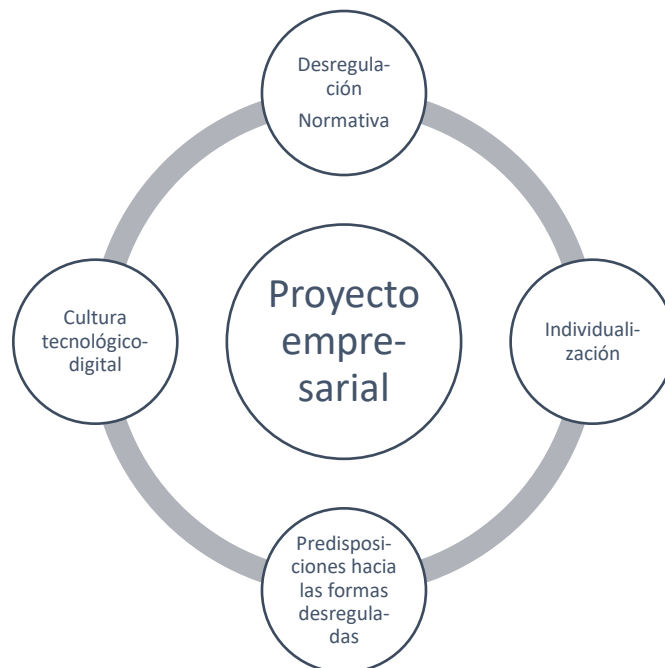 Desregula-
ción
Normativa
Proyecto
empre-
sarial
Cultura
tecnológico-
digital
Individuali-
zación
Predisposi-
ciones hacia
las formas
desregula-
das